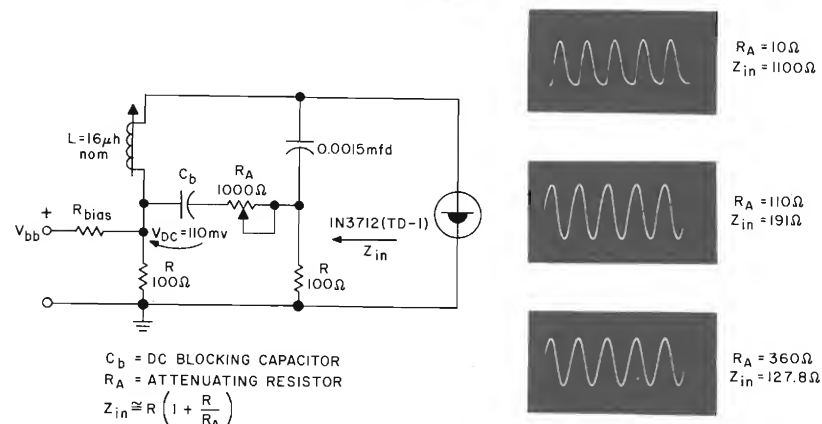 L=16μh
nom
C_b
R_A
1000Ω
0.0015mfd
+
V_bb
R_bias
V_DC=110mv
1N3712(TD-1)
Z_in
R
100Ω
R
100Ω
C_b = DC BLOCKING CAPACITOR
R_A = ATTENUATING RESISTOR
Z_in ≅ R (1 + R/R_A)
R_A = 10Ω
Z_in = 1100Ω
R_A = 110Ω
Z_in = 191Ω
R_A = 360Ω
Z_in = 127.8Ω